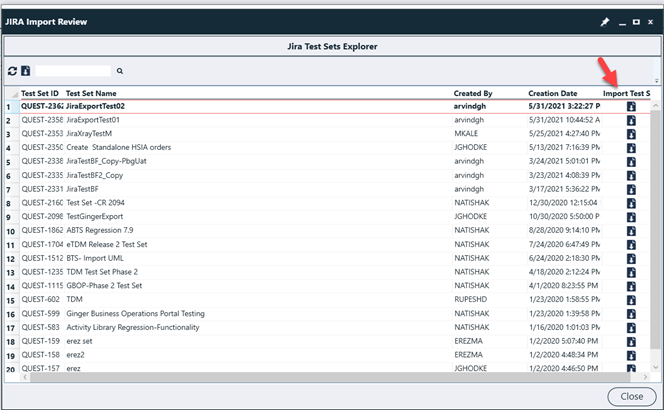 JIRA Import Review
Jira Test Sets Explorer
Test Set ID Test Set Name Created By Creation Date Import Test S
1 QUEST-2362 JiraExportTest02 arvindgh 5/31/2021 3:22:27 P
2 QUEST-2358 JiraExportTest01 arvindgh 5/31/2021 10:44:52 A
3 QUEST-2353 JiraXrayTestM MKALE 5/25/2021 4:27:40 PM
4 QUEST-2350 Create Standalone HSIA orders JGHODKE 5/13/2021 7:16:39 PM
5 QUEST-2338 JiraTestBF_Copy-PbgUat arvindgh 3/24/2021 5:01:01 PM
6 QUEST-2335 JiraTestBF2_Copy arvindgh 3/23/2021 4:08:39 PM
7 QUEST-2331 JiraTestBF arvindgh 3/17/2021 5:36:22 PM
8 QUEST-2160 Test Set -CR 2094 NATISHAK 12/30/2020 12:15:04
9 QUEST-2098 TestGingerExport JGHODKE 10/30/2020 5:50:00 P
10 QUEST-1862 ABTS Regression 7.9 NATISHAK 8/28/2020 9:14:10 PM
11 QUEST-1704 eTDM Release 2 Test Set NATISHAK 7/24/2020 6:47:49 PM
12 QUEST-1512 BTS- Import UML NATISHAK 6/24/2020 2:18:30 PM
13 QUEST-1235 TDM Test Set Phase 2 NATISHAK 4/18/2020 2:12:24 PM
14 QUEST-1115 GBOP-Phase 2 Test Set NATISHAK 4/1/2020 8:23:55 PM
15 QUEST-602 TDM RUPESHD 1/23/2020 1:58:55 PM
16 QUEST-599 Ginger Business Operations Portal Testing NATISHAK 1/23/2020 1:39:58 PM
17 QUEST-583 Activity Library Regression-Functionality NATISHAK 1/16/2020 1:01:03 PM
18 QUEST-159 erez set EREZMA 1/2/2020 5:07:40 PM
19 QUEST-158 erez2 EREZMA 1/2/2020 4:48:34 PM
20 QUEST-157 erez JGHODKE 1/2/2020 4:46:50 PM
Close